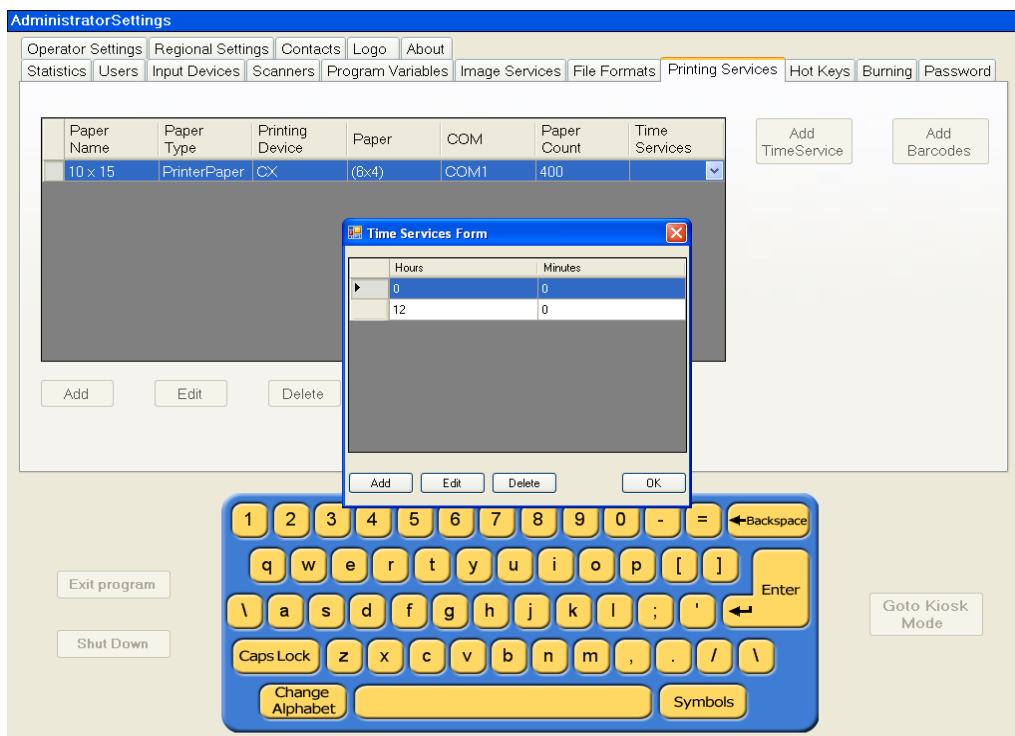 AdministratorSettings
Operator Settings Regional Settings Contacts Logo About
Statistics Users Input Devices Scanners Program Variables Image Services File Formats Printing Services Hot Keys Burning Password
Paper Name Paper Type Printing Device Paper COM Paper Count Time Services
10 x 15 PrinterPaper CX (6x4) COM1 400
Add TimeService
Add Barcodes
Time Services Form
Hours Minutes
0 0
12 0
Add Edit Delete OK
Add Edit Delete
1 2 3 4 5 6 7 8 9 0 - = Backspace
q w e r t y u i o p [ ] Enter
\ a s d f g h j k l ; '
Caps Lock z x c v b n m , . / \
Change Alphabet Symbols
Exit program
Shut Down
Goto Kiosk Mode